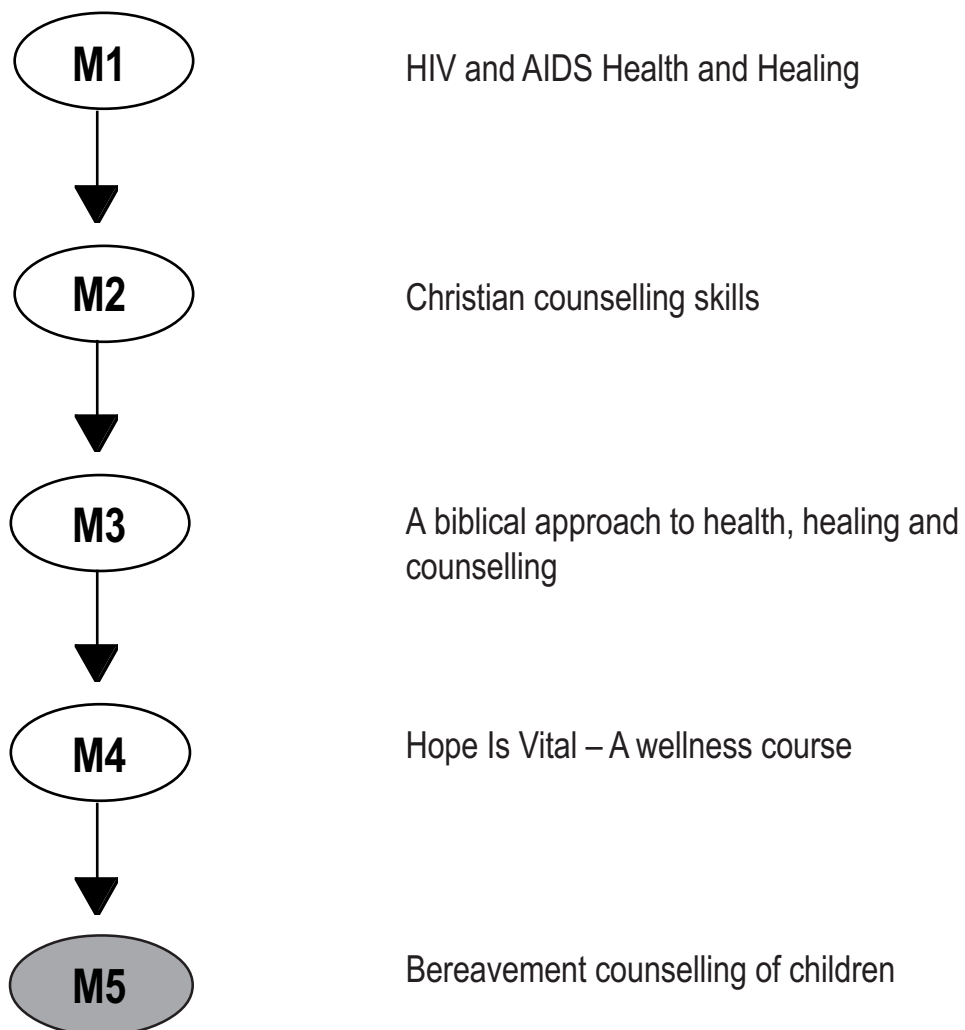 M1
HIV and AIDS Health and Healing
M2
Christian counselling skills
M3
A biblical approach to health, healing and
counselling
M4
Hope Is Vital – A wellness course
M5
Bereavement counselling of children